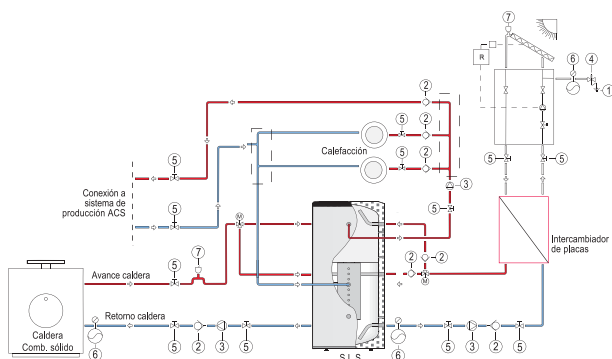 7
6
4
R
1
2
5
2
Calefacción
5
2
5
5
3
5
Conexión a
sistema de
producción ACS
5
5
M
7
5
2
2
M
Intercambiador
de placas
Avance caldera
Retorno caldera
Caldera
Comb. sólido
6
5
2
3
5
S L S
6
5
3
2
5